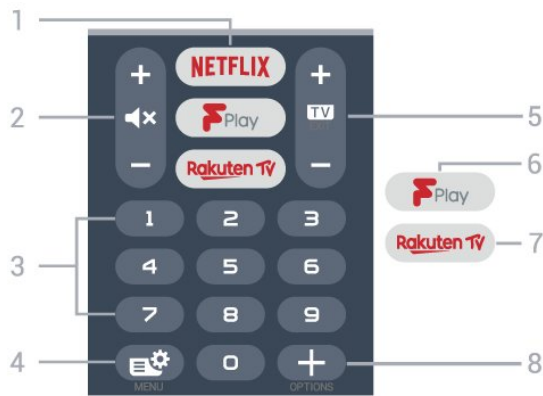 1
NETFLIX
+ +
2
Play
TV
EXIT
5
- -
Rakuten TV
6
Play
1 2 3
Rakuten TV
7
3
4 5 6
7 8 9
4
0
+
8
MENU
OPTIONS